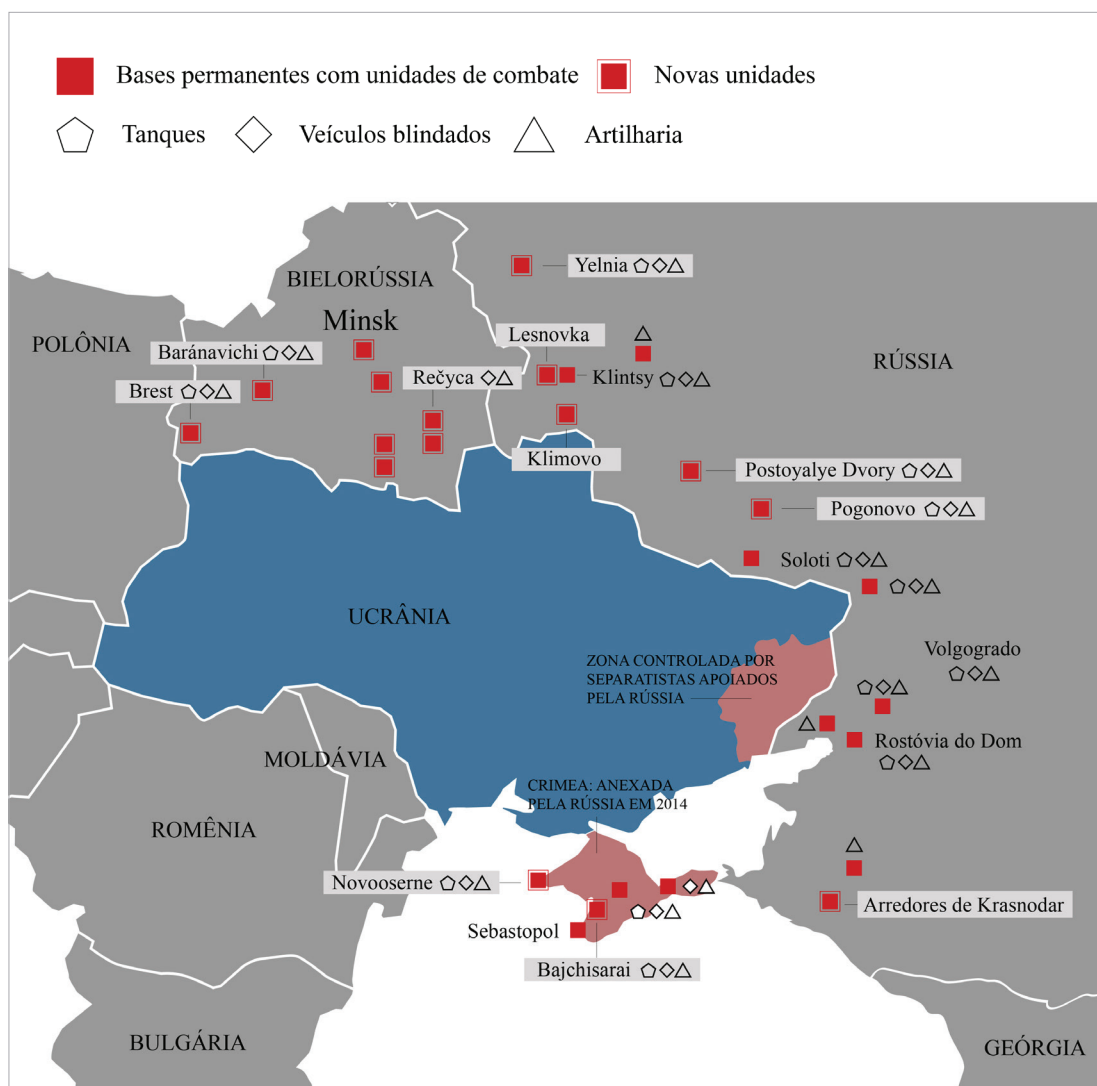 Bases permanentes com unidades de combate
Novas unidades
Tanques
Veículos blindados
Artilharia
Yelnia
BIELORÚSSIA
Minsk
POLÔNIA
Lesnovka
RÚSSIA
Baránavichi
Rečyca
Klintsy
Brest
Klimovo
Postoyalye Dvory
Pogonovo
Soloti
UCRÂNIA
ZONA CONTROLADA POR
SEPARATISTAS APOIADOS
PELA RÚSSIA
Volgogrado
Rostóvia do Dom
MOLDÁVIA
CRIMEA: ANEXADA
PELA RÚSSIA EM 2014
ROMÊNIA
Novooserne
Arredores de Krasnodar
Sebastopol
Bajchisarai
BULGÁRIA
GEÓRGIA